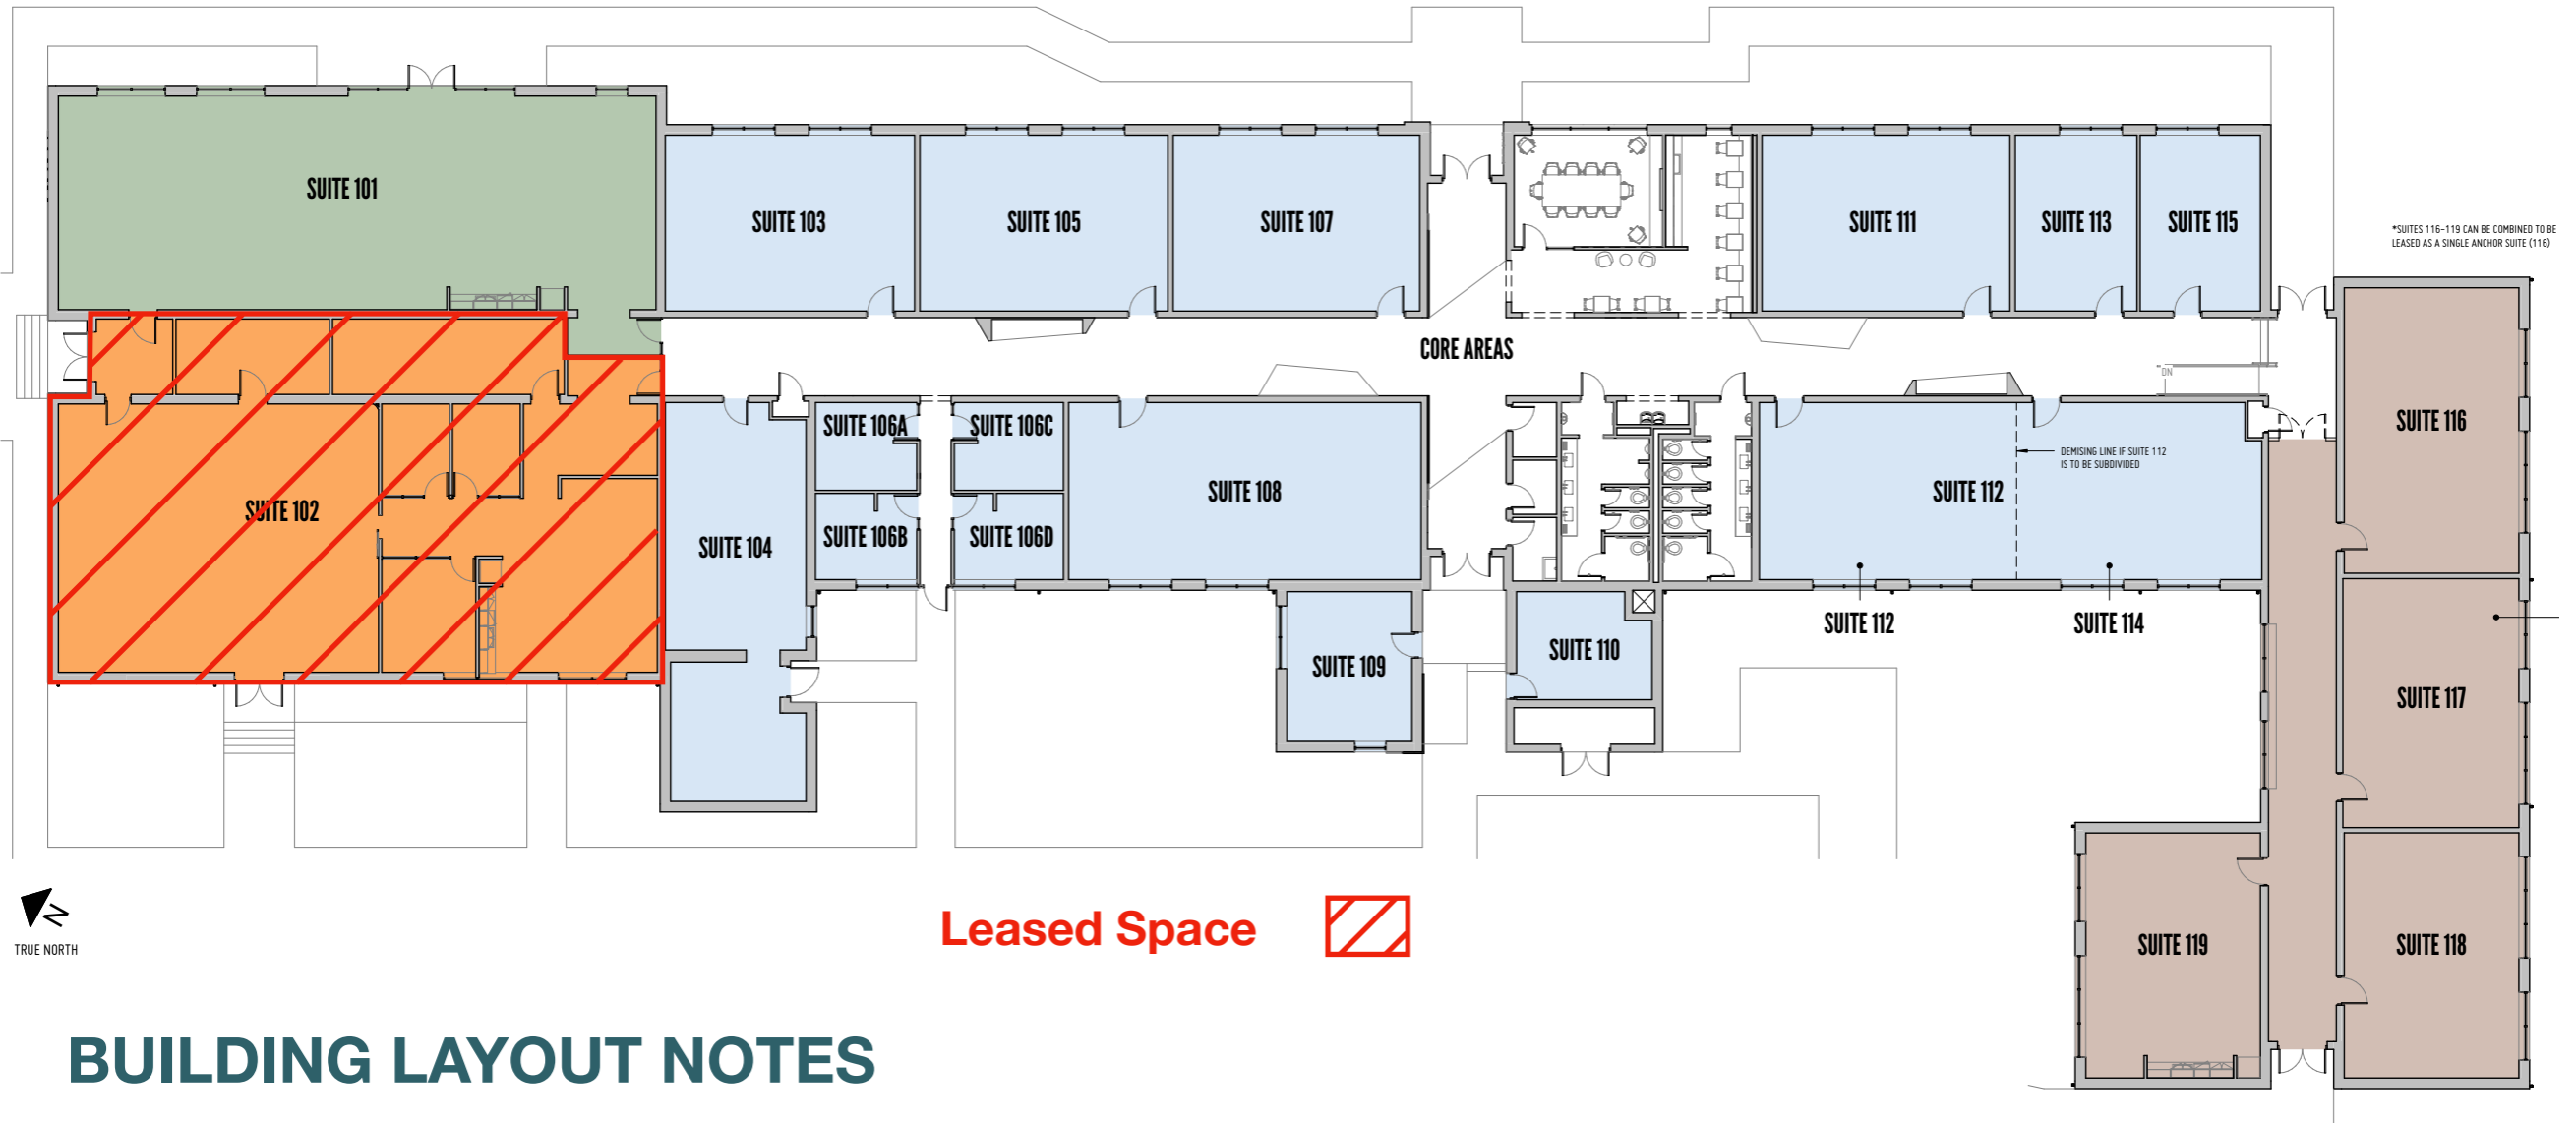 SUITE 101
SUITE 103
SUITE 105
SUITE 107
SUITE 111
SUITE 113
SUITE 115
*SUITES 116-119 CAN BE COMBINED TO BE
LEASED AS A SINGLE ANCHOR SUITE (116)
CORE AREAS
DN
SUITE 102
SUITE 104
SUITE 106A
SUITE 106C
SUITE 106B
SUITE 106D
SUITE 108
SUITE 112
DEMISING LINE IF SUITE 112
IS TO BE SUBDIVIDED
SUITE 116
SUITE 109
SUITE 110
SUITE 112
SUITE 114
SUITE 117
SUITE 119
SUITE 118
N
TRUE NORTH
Leased Space
BUILDING LAYOUT NOTES